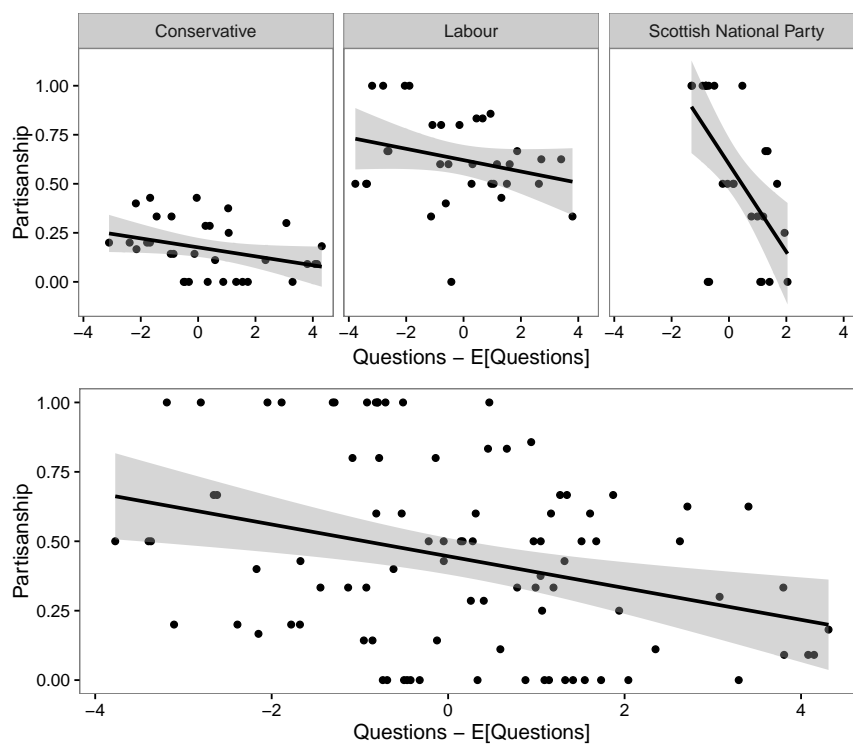 Conservative Labour Scottish National Party
1.00
0.75
0.50
0.25
0.00
Partisanship
−4 −2 0 2 4 −4 −2 0 2 4 −4 −2 0 2 4
Questions − E[Questions]
1.00
0.75
0.50
0.25
0.00
Partisanship
−4 −2 0 2 4
Questions − E[Questions]